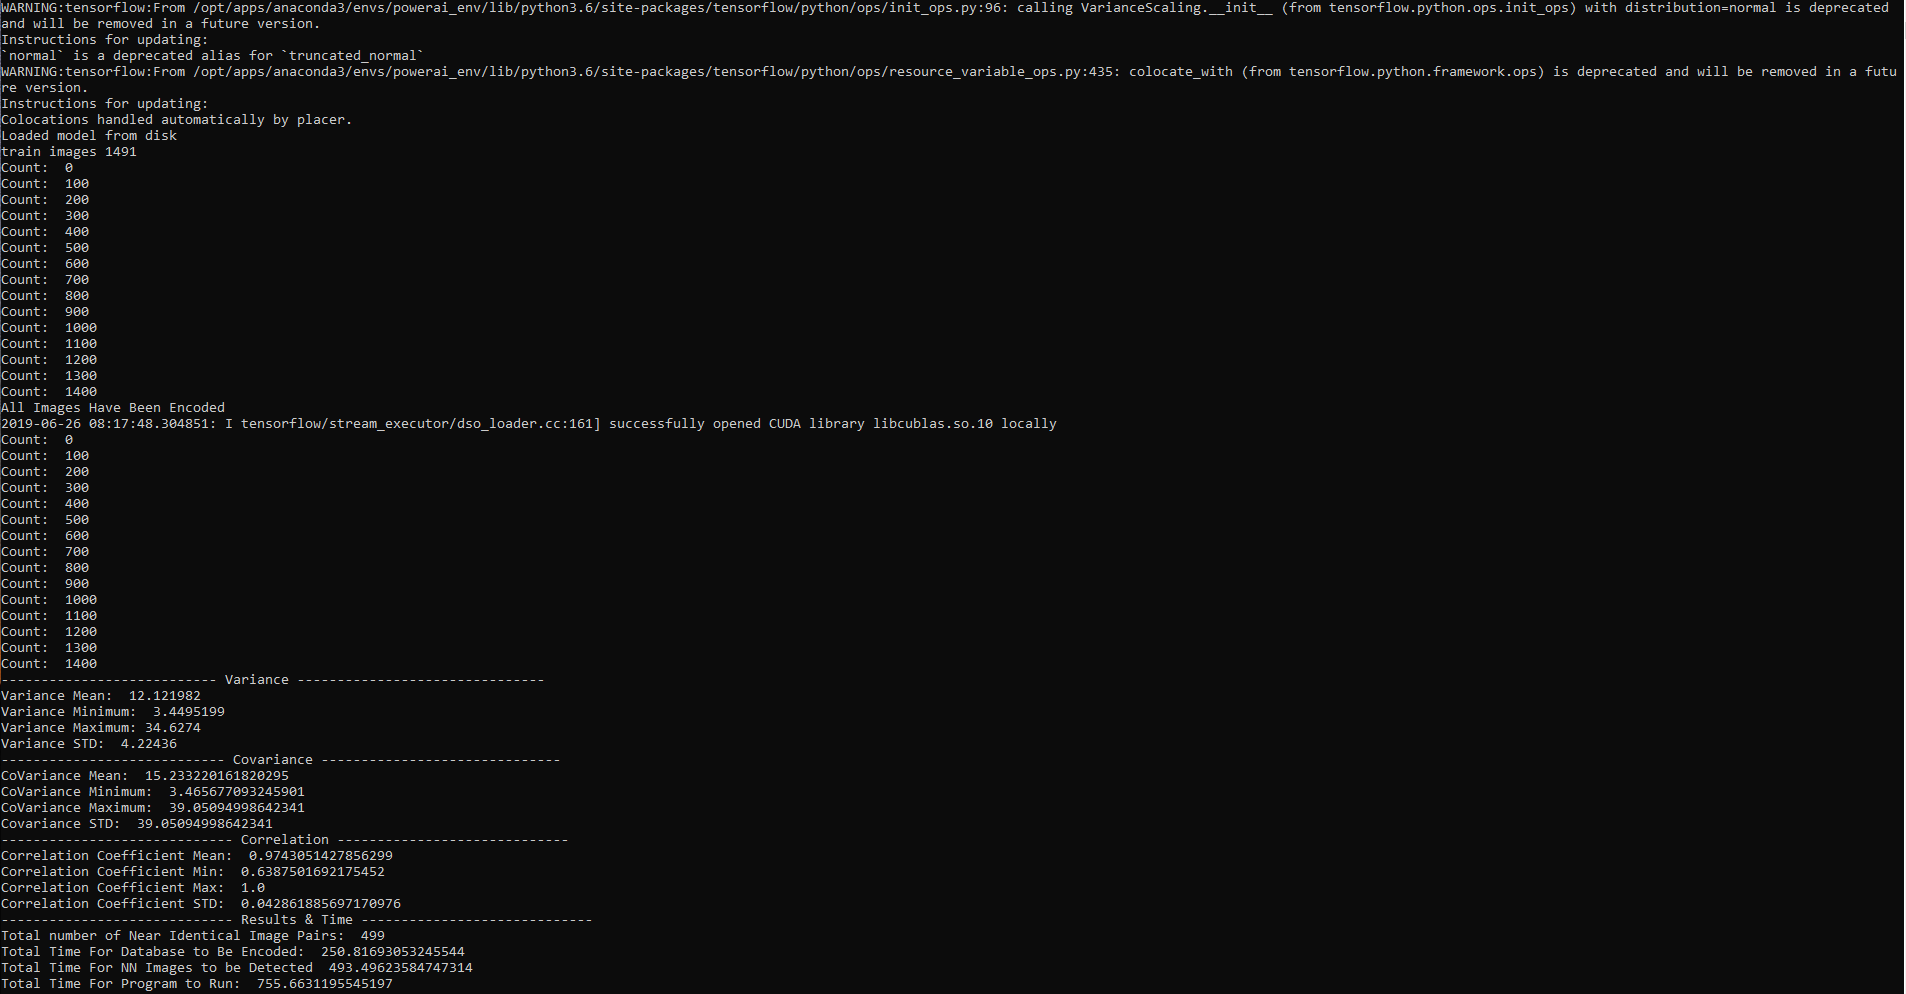 WARNING:tensorflow:From /opt/apps/anaconda3/envs/powerai_env/lib/python3.6/site-packages/tensorflow/python/ops/init_ops.py:96: calling VarianceScaling.__init__ (from tensorflow.python.ops.init_ops) with distribution=normal is deprecated
and will be removed in a future version.
Instructions for updating:
`normal` is a deprecated alias for `truncated_normal`
WARNING:tensorflow:From /opt/apps/anaconda3/envs/powerai_env/lib/python3.6/site-packages/tensorflow/python/ops/resource_variable_ops.py:435: colocate_with (from tensorflow.python.framework.ops) is deprecated and will be removed in a futu
re version.
Instructions for updating:
Colocations handled automatically by placer.
Loaded model from disk
train images 1491
Count:  0
Count:  100
Count:  200
Count:  300
Count:  400
Count:  500
Count:  600
Count:  700
Count:  800
Count:  900
Count:  1000
Count:  1100
Count:  1200
Count:  1300
Count:  1400
All Images Have Been Encoded
2019-06-26 08:17:48.304851: I tensorflow/stream_executor/dso_loader.cc:161] successfully opened CUDA library libcublas.so.10 locally
Count:  0
Count:  100
Count:  200
Count:  300
Count:  400
Count:  500
Count:  600
Count:  700
Count:  800
Count:  900
Count:  1000
Count:  1100
Count:  1200
Count:  1300
Count:  1400
--------------------------- Variance -------------------------------
Variance Mean:  12.121982
Variance Minimum:  3.4495199
Variance Maximum: 34.6274
Variance STD:  4.22436
---------------------------- Covariance ------------------------------
CoVariance Mean:  15.233220161820295
CoVariance Minimum:  3.465677093245901
CoVariance Maximum:  39.05094998642341
Covariance STD:  39.05094998642341
----------------------------- Correlation -----------------------------
Correlation Coefficient Mean:  0.9743051427856299
Correlation Coefficient Min:  0.6387501692175452
Correlation Coefficient Max:  1.0
Correlation Coefficient STD:  0.042861885697170976
----------------------------- Results & Time -----------------------------
Total number of Near Identical Image Pairs:  499
Total Time For Database to Be Encoded:  250.81693053245544
Total Time For NN Images to be Detected  493.49623584747314
Total Time For Program to Run:  755.6631195545197